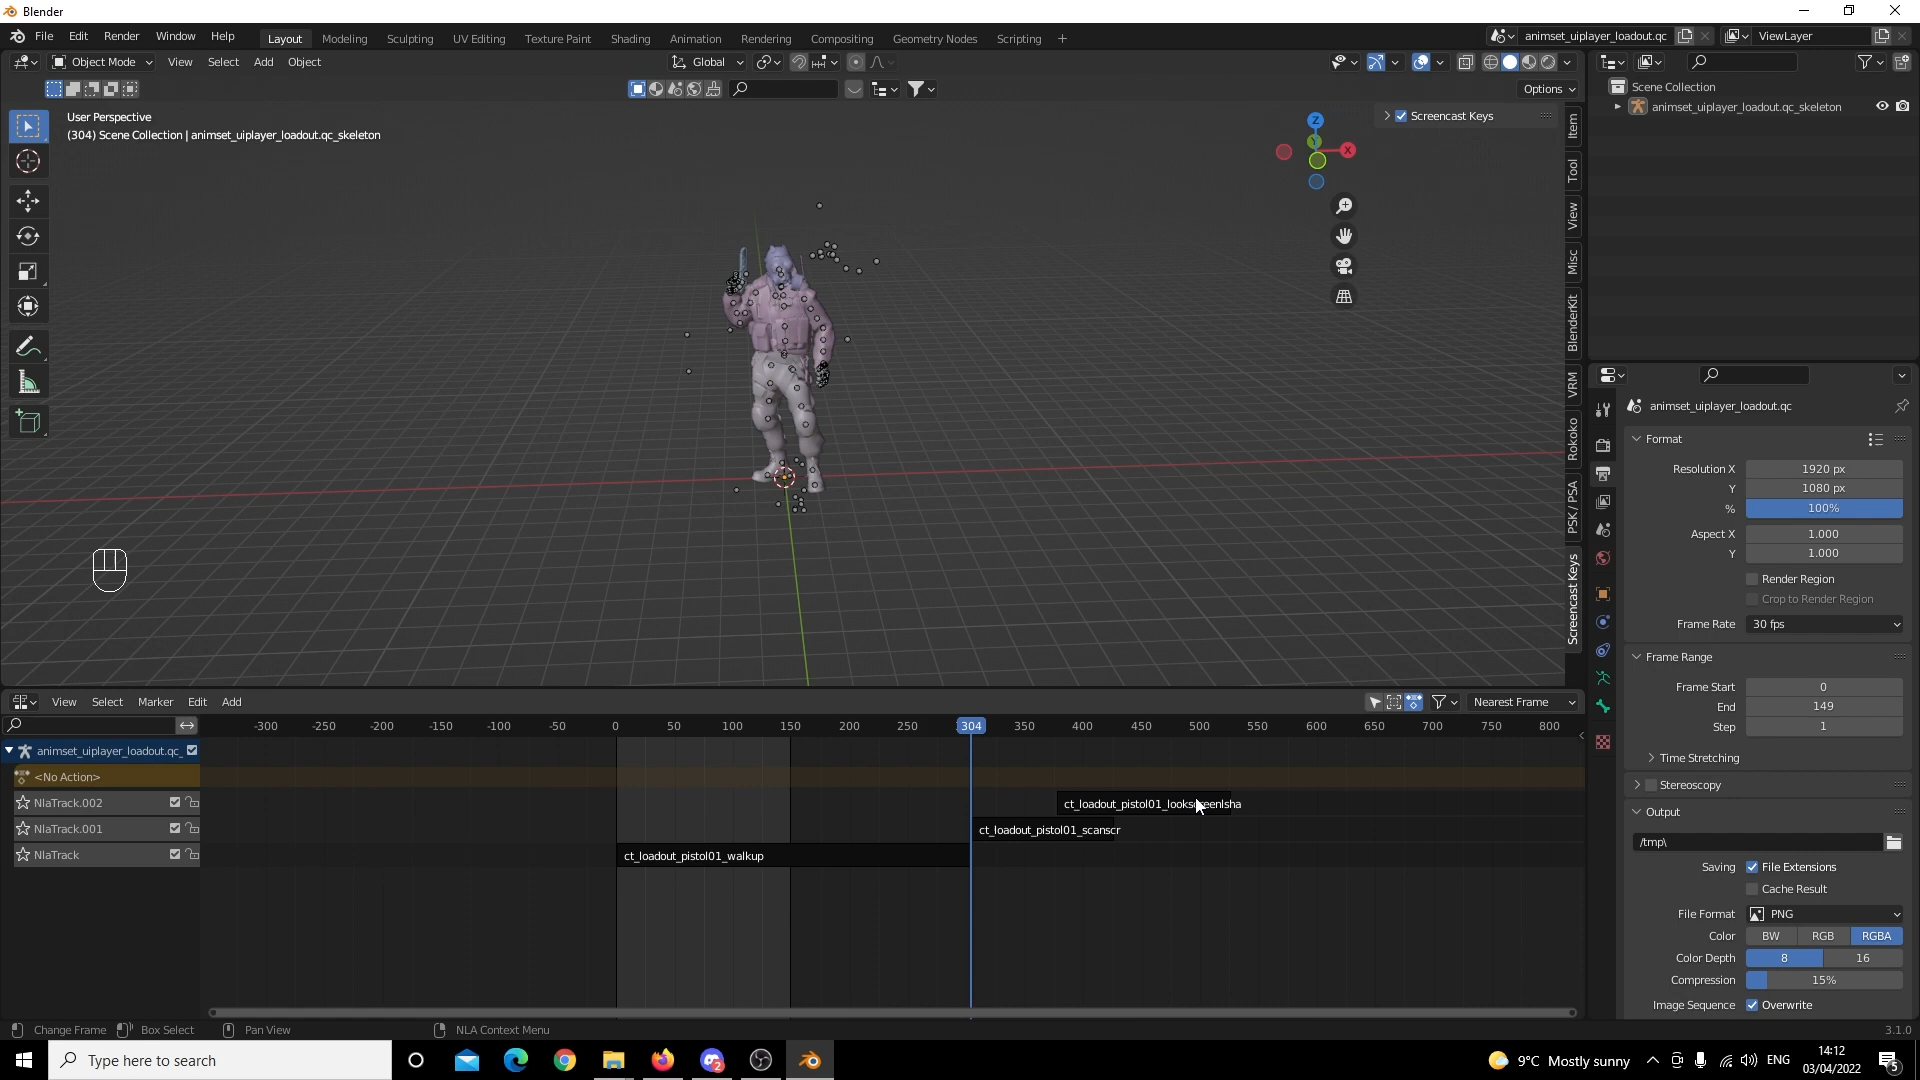 Blender
File Edit Render Window Help Layout Modeling Sculpting UV Editing Texture Paint Shading Animation Rendering Compositing Geometry Nodes Scripting + animset_uiplayer_loadout.qc ViewLayer
Object Mode View Select Add Object Global
Options
User Perspective
(304) Scene Collection | animset_uiplayer_loadout.qc_skeleton
Screencast Keys
Z
Y
X
Item
Tool
View
Misc
BlenderKit
VRM
Rokoko
PSK / PSA
Screencast Keys
Scene Collection
animset_uiplayer_loadout.qc_skeleton
animset_uiplayer_loadout.qc
Format
Resolution X 1920 px
Y 1080 px
% 100%
Aspect X 1.000
Y 1.000
Render Region
Crop to Render Region
Frame Rate 30 fps
Frame Range
Frame Start 0
End 149
Step 1
Time Stretching
Stereoscopy
Output
/tmp\
Saving File Extensions
Cache Result
File Format PNG
Color BW RGB RGBA
Color Depth 8 16
Compression 15%
Image Sequence Overwrite
View Select Marker Edit Add Nearest Frame
-300 -250 -200 -150 -100 -50 0 50 100 150 200 250 304 350 400 450 500 550 600 650 700 750 800
animset_uiplayer_loadout.qc_
<No Action>
NlaTrack.002 ct_loadout_pistol01_lookscreenlsha
NlaTrack.001 ct_loadout_pistol01_scanscr
NlaTrack ct_loadout_pistol01_walkup
Change Frame Box Select Pan View NLA Context Menu 3.1.0
Type here to search 2 9°C Mostly sunny ENG 14:12
03/04/2022 5